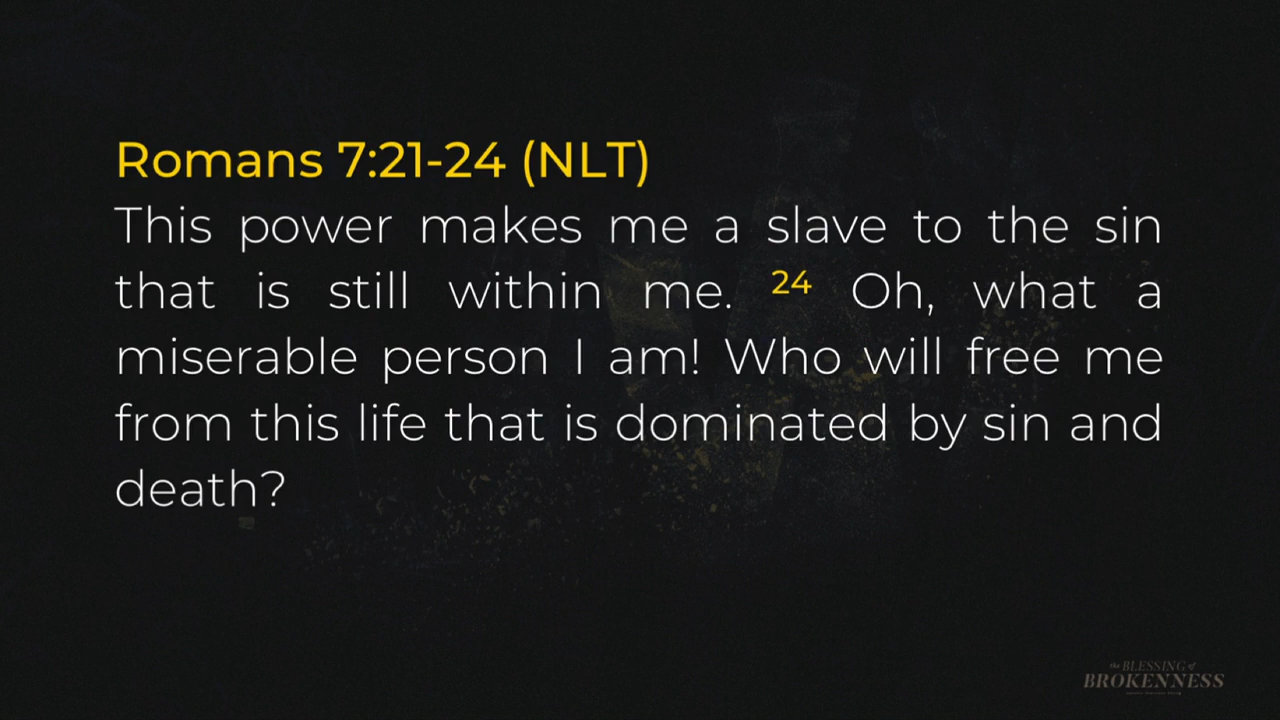 Romans 7:21-24 (NLT)
This power makes me a slave to the sin
that is still within me. 24 Oh, what a
miserable person I am! Who will free me
from this life that is dominated by sin and
death?
the BLESSING of
BROKENNESS